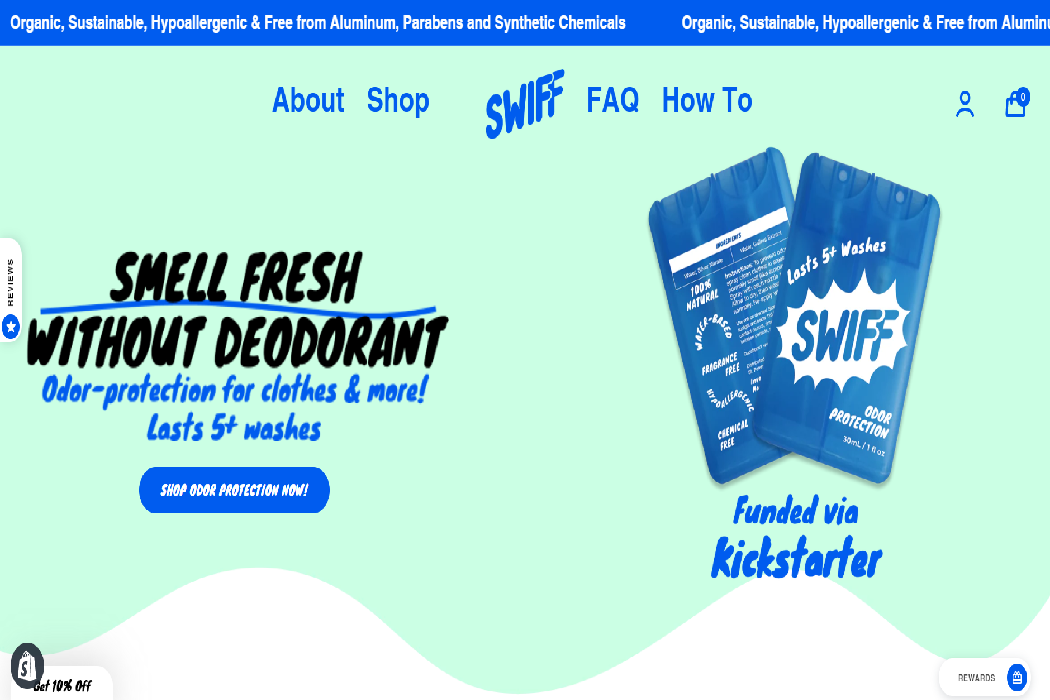 Organic, Sustainable, Hypoallergenic & Free from Aluminum, Parabens and Synthetic Chemicals
Organic, Sustainable, Hypoallergenic & Free from
About
Shop
SWIFF
FAQ
How To
0
REVIEWS
SMELL FRESH
WITHOUT DEODORANT
Odor-protection for clothes & more!
Lasts 5+ washes
SHOP ODOR PROTECTION NOW!
INGREDIENTS
100%
NATURAL
WATER-BASED
FRAGRANCE
FREE
HYPOALLERGENIC
CHEMICAL
FREE
Lasts 5+ Washes
SWIFF
ODOR
PROTECTION
30mL / 1 fl oz
Funded via
Kickstarter
Get 10% Off
REWARDS